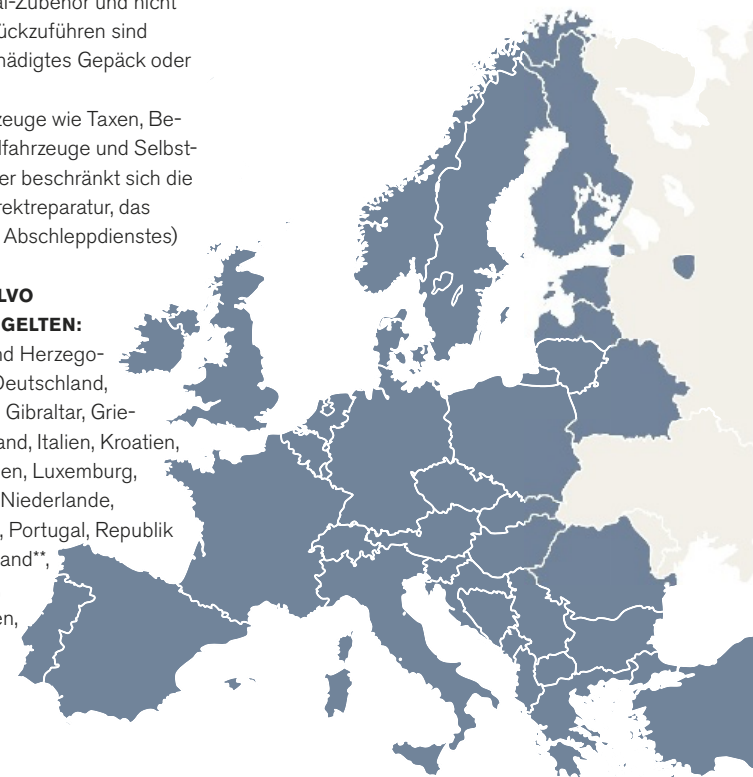 al-Zubehör und nicht
ückzuführen sind
hädigtes Gepäck oder
zeuge wie Taxen, Be-
lfahrzeuge und Selbst-
er beschränkt sich die
rektreparatur, das
Abschleppdienstes)
LVO
GELTEN:
nd Herzego-
Deutschland,
Gibraltar, Grie-
and, Italien, Kroatien,
en, Luxemburg,
Niederlande,
, Portugal, Republik
and**,
en,